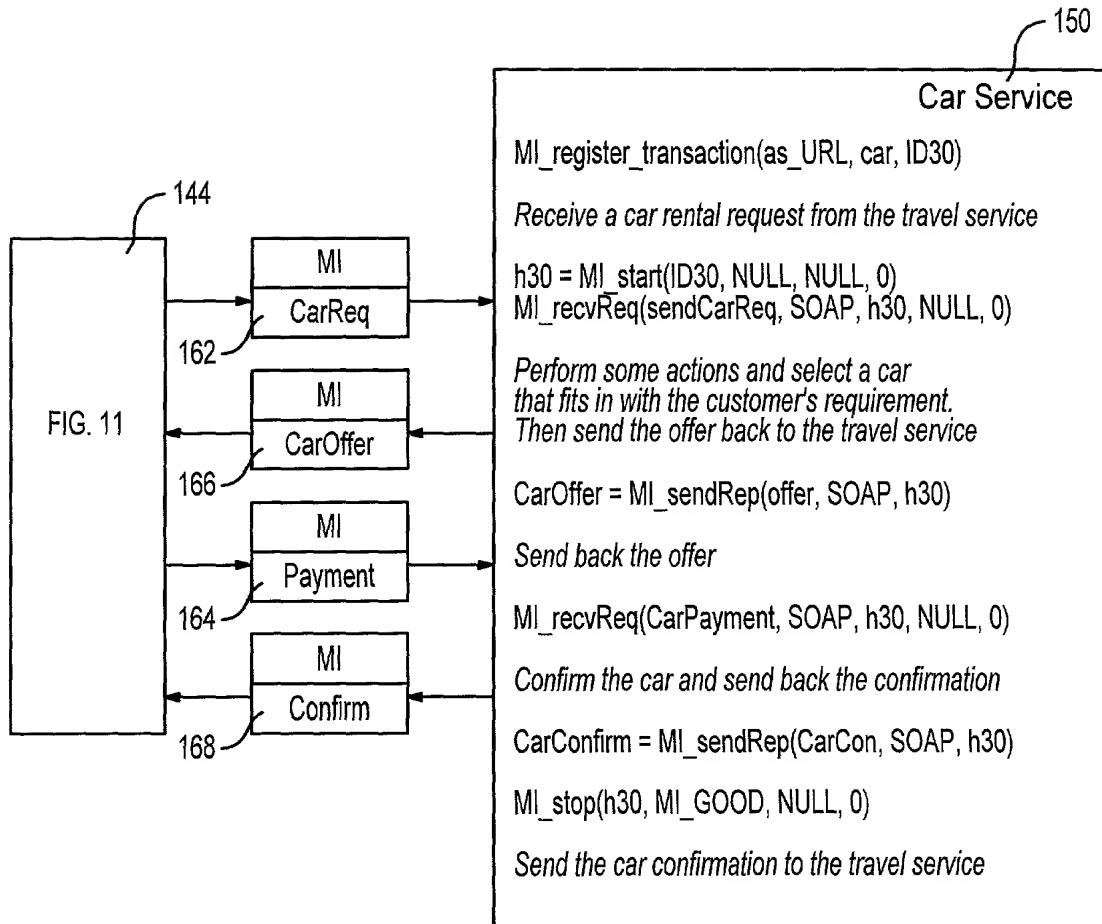 150
Car Service
MI_register_transaction(as_URL, car, ID30)
Receive a car rental request from the travel service
h30 = MI_start(ID30, NULL, NULL, 0)
MI_recvReq(sendCarReq, SOAP, h30, NULL, 0)
Perform some actions and select a car
that fits in with the customer's requirement.
Then send the offer back to the travel service
CarOffer = MI_sendRep(offer, SOAP, h30)
Send back the offer
MI_recvReq(CarPayment, SOAP, h30, NULL, 0)
Confirm the car and send back the confirmation
CarConfirm = MI_sendRep(CarCon, SOAP, h30)
MI_stop(h30, MI_GOOD, NULL, 0)
Send the car confirmation to the travel service
144
FIG. 11
MI
CarReq
162
MI
CarOffer
166
MI
Payment
164
MI
Confirm
168